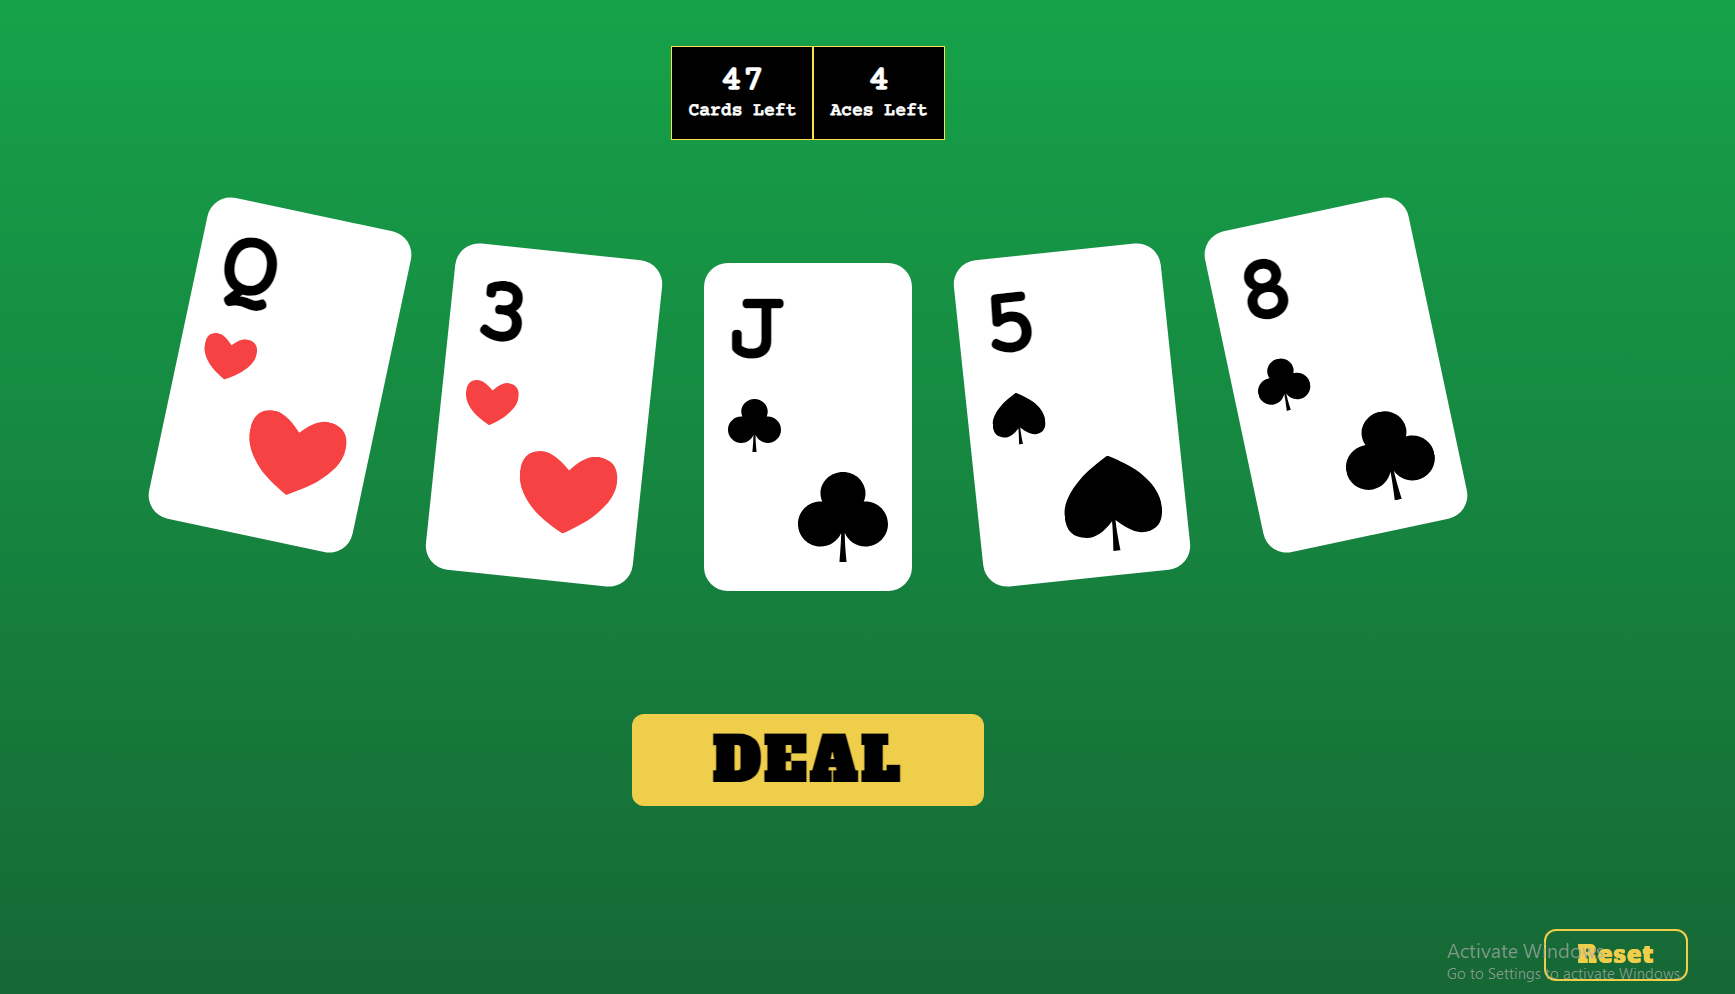 47
Cards Left
4
Aces Left
Q
3
J
5
8
DEAL
Reset
Activate Windows
Go to Settings to activate Windows.